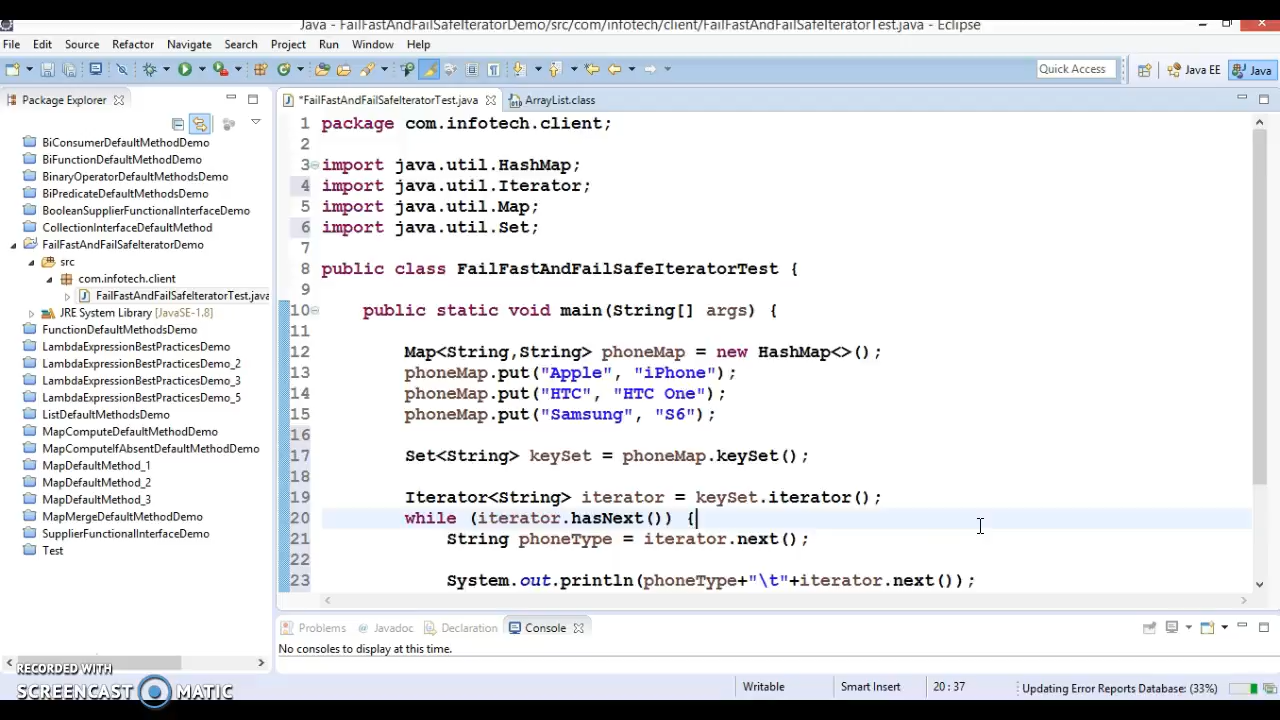 Java - FailFastAndFailSafeIteratorDemo/src/com/infotech/client/FailFastAndFailSafeIteratorTest.java - Eclipse
File Edit Source Refactor Navigate Search Project Run Window Help
Quick Access Java EE Java
Package Explorer *FailFastAndFailSafeIteratorTest.java ArrayList.class
BiConsumerDefaultMethodDemo
BiFunctionDefaultMethodDemo
BinaryOperatorDefaultMethodsDemo
BiPredicateDefaultMethodsDemo
BooleanSupplierFunctionalInterfaceDemo
CollectionInterfaceDefaultMethod
FailFastAndFailSafeIteratorDemo
src
com.infotech.client
FailFastAndFailSafeIteratorTest.java
JRE System Library [JavaSE-1.8]
FunctionDefaultMethodsDemo
LambdaExpressionBestPracticesDemo
LambdaExpressionBestPracticesDemo_2
LambdaExpressionBestPracticesDemo_3
LambdaExpressionBestPracticesDemo_5
ListDefaultMethodsDemo
MapComputeDefaultMethodDemo
MapComputeIfAbsentDefaultMethodDemo
MapDefaultMethod_1
MapDefaultMethod_2
MapDefaultMethod_3
MapMergeDefaultMethodDemo
SupplierFunctionalInterfaceDemo
Test
1 package com.infotech.client;
2
3 import java.util.HashMap;
4 import java.util.Iterator;
5 import java.util.Map;
6 import java.util.Set;
7
8 public class FailFastAndFailSafeIteratorTest {
9
10 public static void main(String[] args) {
11
12 Map<String,String> phoneMap = new HashMap<>();
13 phoneMap.put("Apple", "iPhone");
14 phoneMap.put("HTC", "HTC One");
15 phoneMap.put("Samsung", "S6");
16
17 Set<String> keySet = phoneMap.keySet();
18
19 Iterator<String> iterator = keySet.iterator();
20 while (iterator.hasNext()) {
21 String phoneType = iterator.next();
22
23 System.out.println(phoneType+"\t"+iterator.next());
Problems Javadoc Declaration Console
No consoles to display at this time.
RECORDED WITH
SCREENCAST MATIC
Writable Smart Insert 20 : 37 Updating Error Reports Database: (33%)